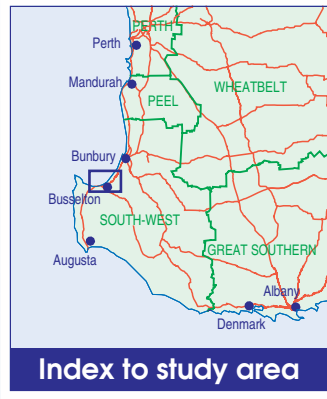 PERTH
Perth
Mandurah
WHEATBELT
PEEL
Bunbury
Busselton
SOUTH-WEST
GREAT SOUTHERN
Augusta
Albany
Denmark
Index to study area